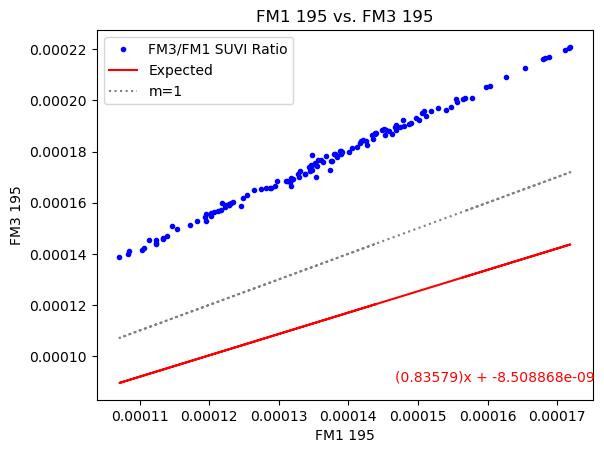 FM1 195 vs. FM3 195
FM3/FM1 SUVI Ratio
Expected
m=1
0.00022
0.00020
0.00018
0.00016
0.00014
0.00012
0.00010
FM3 195
(0.83579)x + -8.508868e-09
0.00011 0.00012 0.00013 0.00014 0.00015 0.00016 0.00017
FM1 195